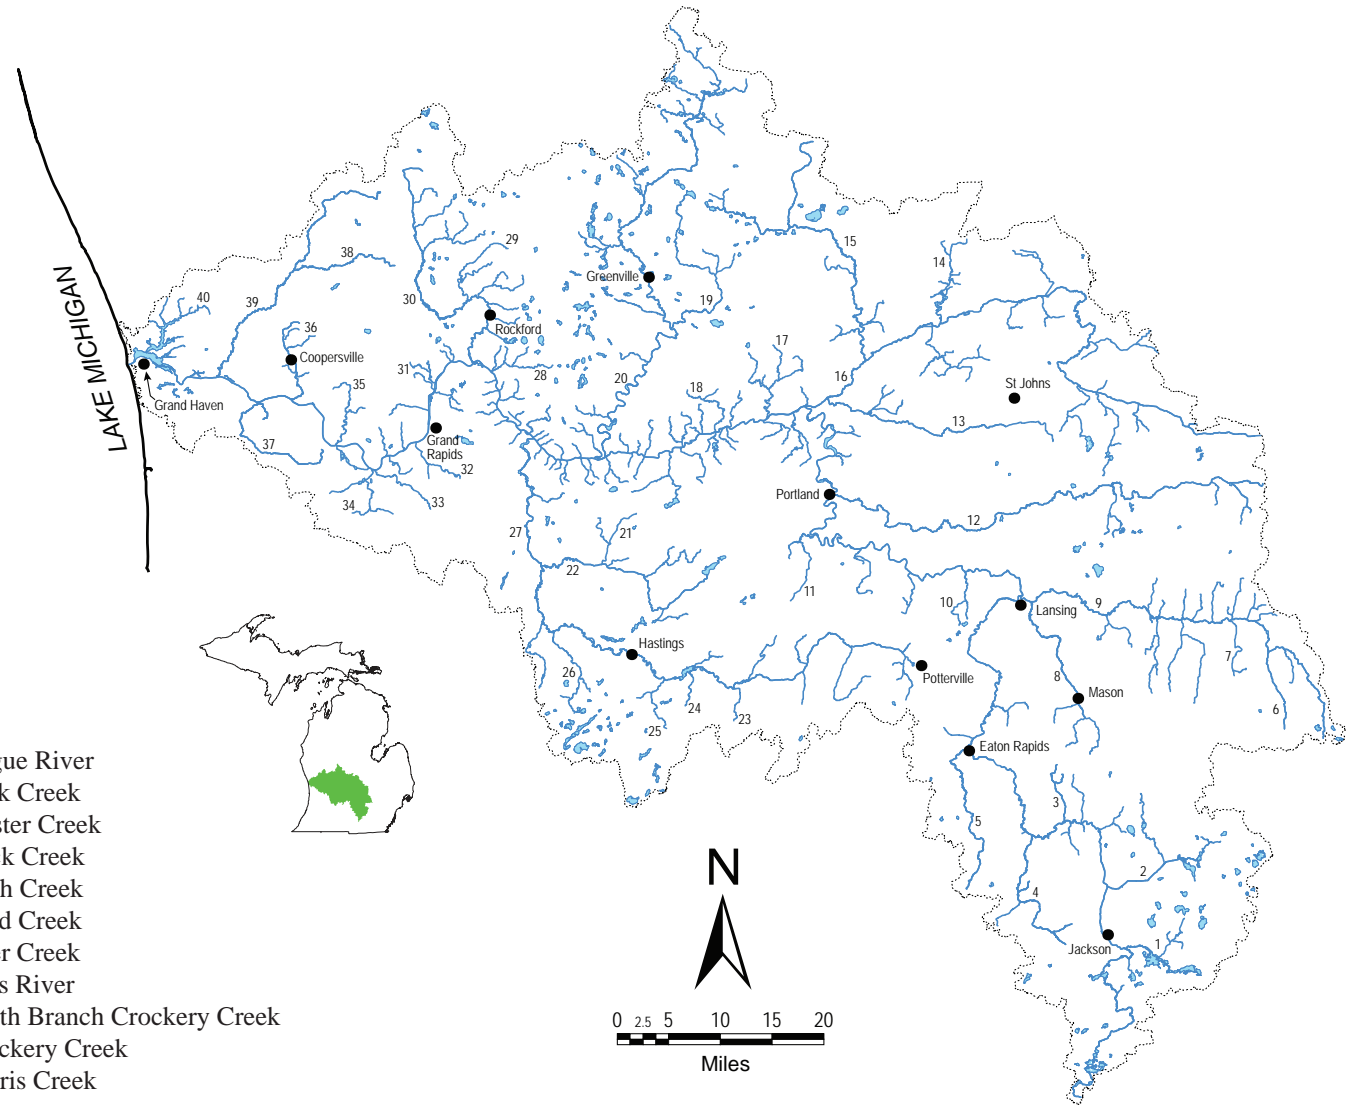 40
39
38
30
29
15
14
Greenville
19
Rockford
36
Coopersville
35
31
28
20
18
17
16
St Johns
13
LAKE MICHIGAN
Grand Haven
37
Grand
Rapids
32
33
34
Portland
12
27
21
22
11
10
Lansing
9
Hastings
26
25
24
23
Potterville
8
Mason
7
6
Eaton Rapids
5
3
2
4
Jackson
1
gue River
k Creek
ster Creek
ck Creek
h Creek
d Creek
er Creek
s River
th Branch Crockery Creek
ckery Creek
ris Creek
N
0 2.5 5 10 15 20
Miles